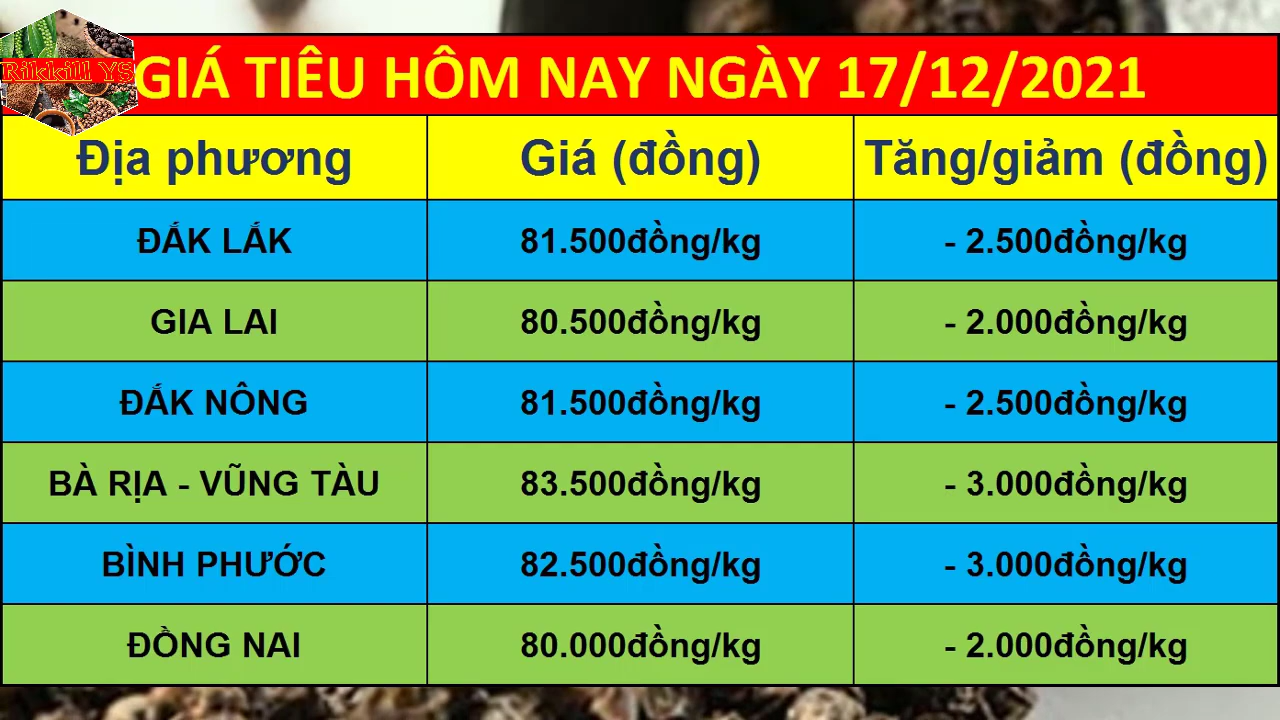 Rikkill YS
GIÁ TIÊU HÔM NAY NGÀY 17/12/2021
Địa phương Giá (đồng) Tăng/giảm (đồng)
ĐẮK LẮK 81.500đồng/kg - 2.500đồng/kg
GIA LAI 80.500đồng/kg - 2.000đồng/kg
ĐẮK NÔNG 81.500đồng/kg - 2.500đồng/kg
BÀ RỊA - VŨNG TÀU 83.500đồng/kg - 3.000đồng/kg
BÌNH PHƯỚC 82.500đồng/kg - 3.000đồng/kg
ĐỒNG NAI 80.000đồng/kg - 2.000đồng/kg